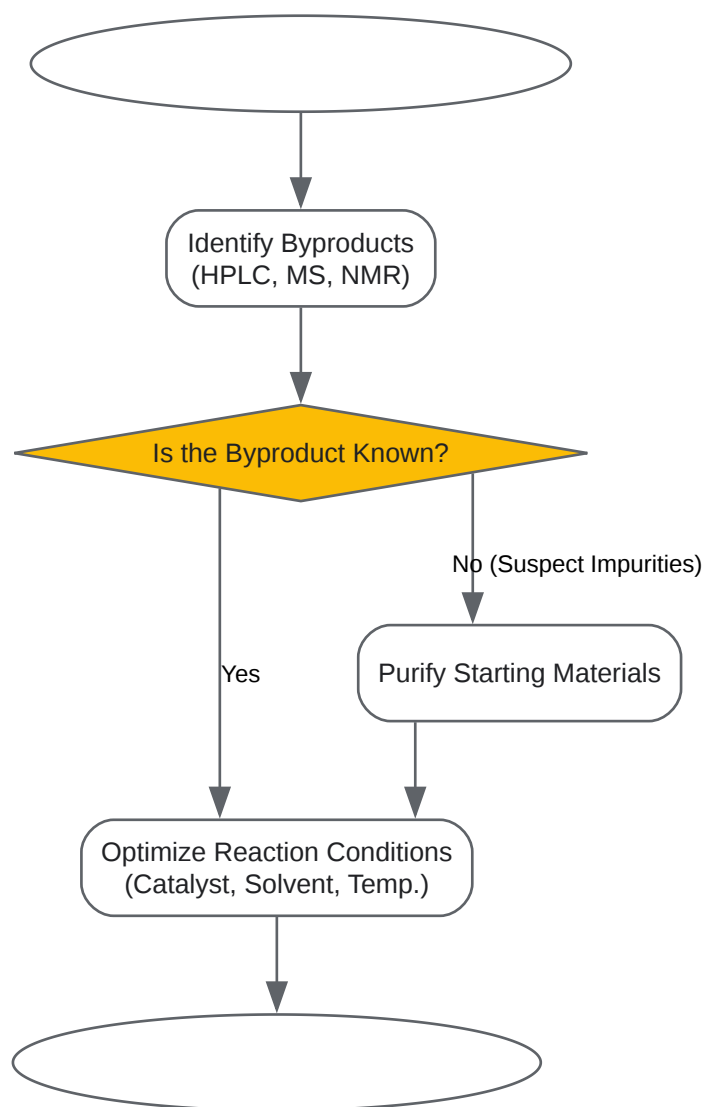 Identify Byproducts
(HPLC, MS, NMR)
Is the Byproduct Known?
No (Suspect Impurities)
Yes
Purify Starting Materials
Optimize Reaction Conditions
(Catalyst, Solvent, Temp.)